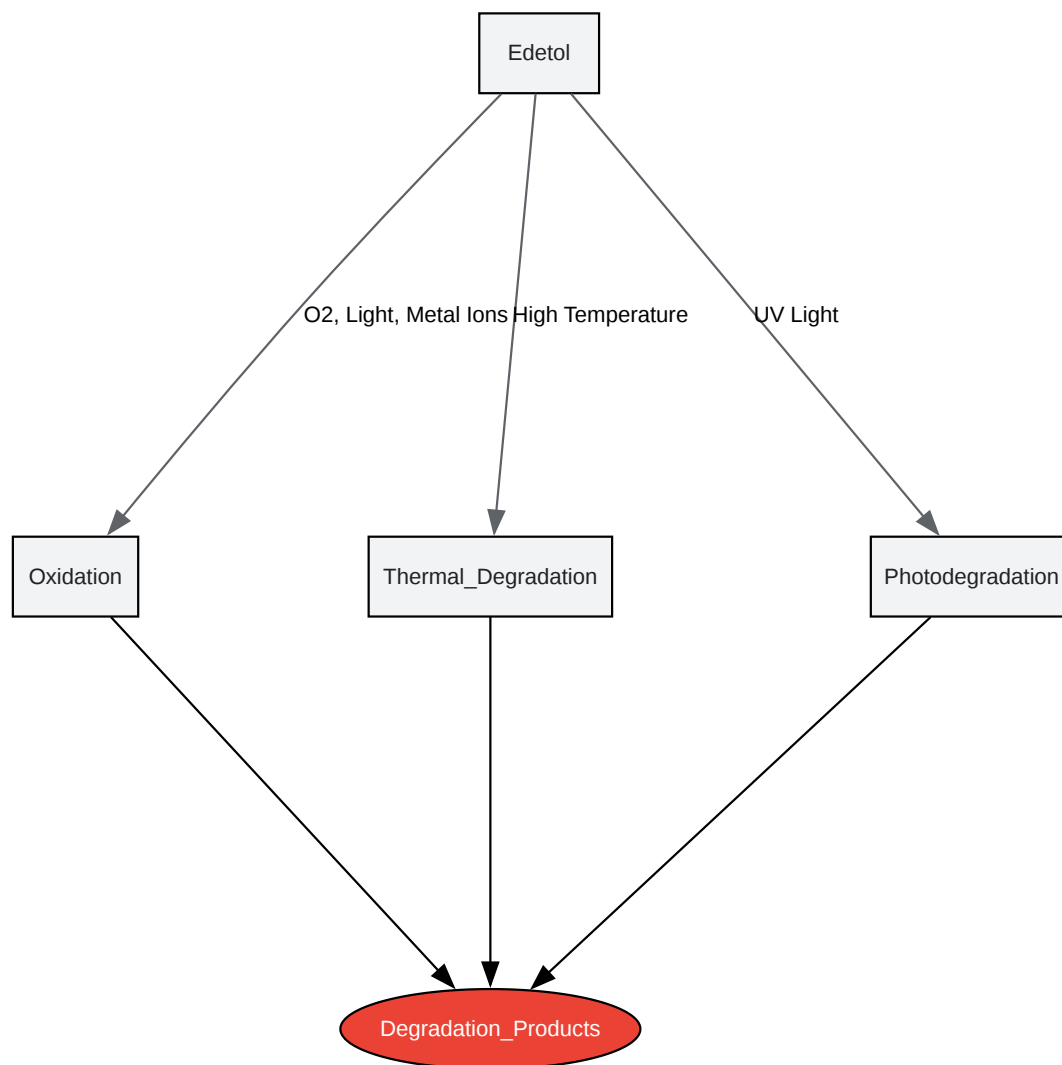 Edetol
O2, Light, Metal Ions
High Temperature
UV Light
Oxidation
Thermal_Degradation
Photodegradation
Degradation_Products